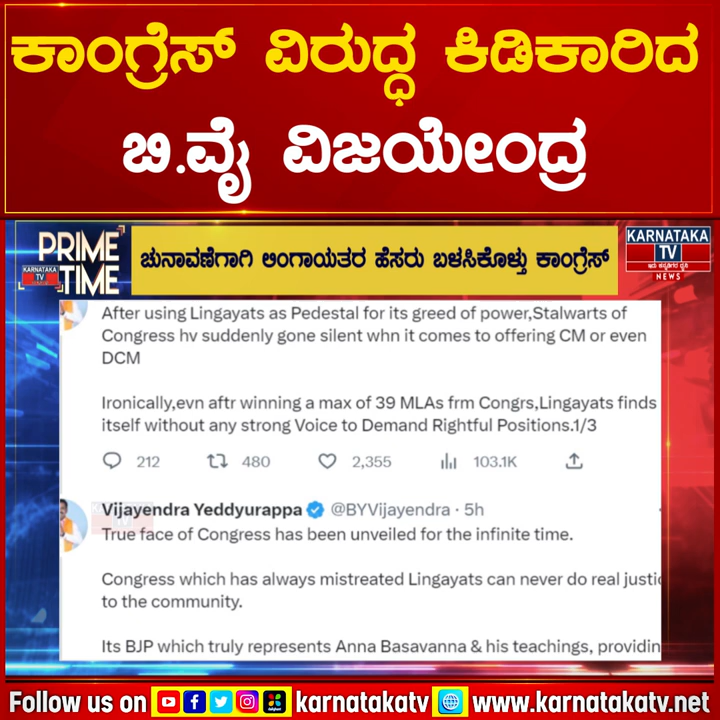 ಕಾಂಗ್ರೆಸ್ ವಿರುದ್ಧ ಕಿಡಿಕಾರಿದ
ಬಿ.ವೈ ವಿಜಯೇಂದ್ರ
PRIME
TIME
KARNATAKA
TV
ಚುನಾವಣೆಗಾಗಿ ಲಿಂಗಾಯತರ ಹೆಸರು ಬಳಸಿಕೊಳ್ತು ಕಾಂಗ್ರೆಸ್
KARNATAKA
TV
NEWS
After using Lingayats as Pedestal for its greed of power,Stalwarts of
Congress hv suddenly gone silent whn it comes to offering CM or even
DCM
Ironically,evn aftr winning a max of 39 MLAs frm Congrs,Lingayats finds
itself without any strong Voice to Demand Rightful Positions.1/3
212 480 2,355 103.1K
Vijayendra Yeddyurappa @BYVijayendra · 5h
True face of Congress has been unveiled for the infinite time.
Congress which has always mistreated Lingayats can never do real justic
to the community.
Its BJP which truly represents Anna Basavanna & his teachings, providin
Follow us on karnatakatv www.karnatakatv.net